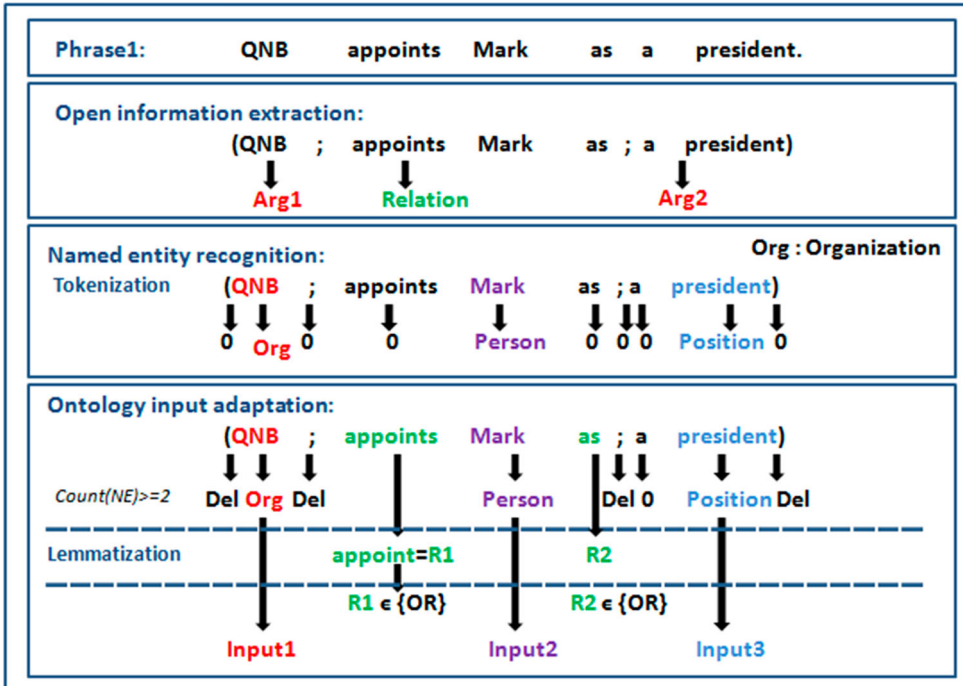 Phrase1: QNB appoints Mark as a president.
Open information extraction:
(QNB ; appoints Mark as ; a president)
Arg1 Relation Arg2
Named entity recognition: Org : Organization
Tokenization (QNB ; appoints Mark as ; a president)
0 Org 0 0 Person 0 0 0 Position 0
Ontology input adaptation:
(QNB ; appoints Mark as ; a president)
Count(NE)>=2 Del Org Del Person Del 0 Position Del
Lemmatization appoint=R1 R2
R1 ϵ {OR} R2 ϵ {OR}
Input1 Input2 Input3